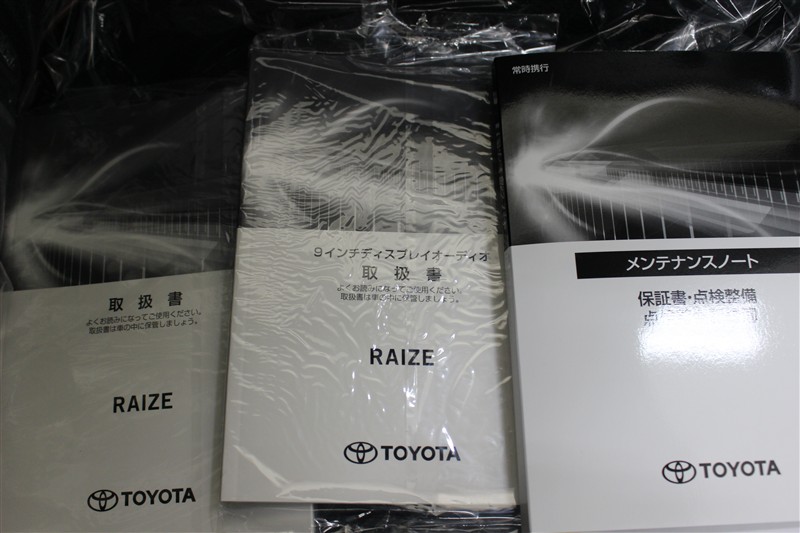 取扱書
よくお読みになってご使用ください。
取扱書は車の中に保管しましょう。
RAIZE
TOYOTA
9インチディスプレイオーディオ
取扱書
よくお読みになってご使用ください。
取扱書は車の中に保管しましょう。
RAIZE
TOYOTA
常時携行
メンテナンスノート
保証書・点検整備
TOYOTA